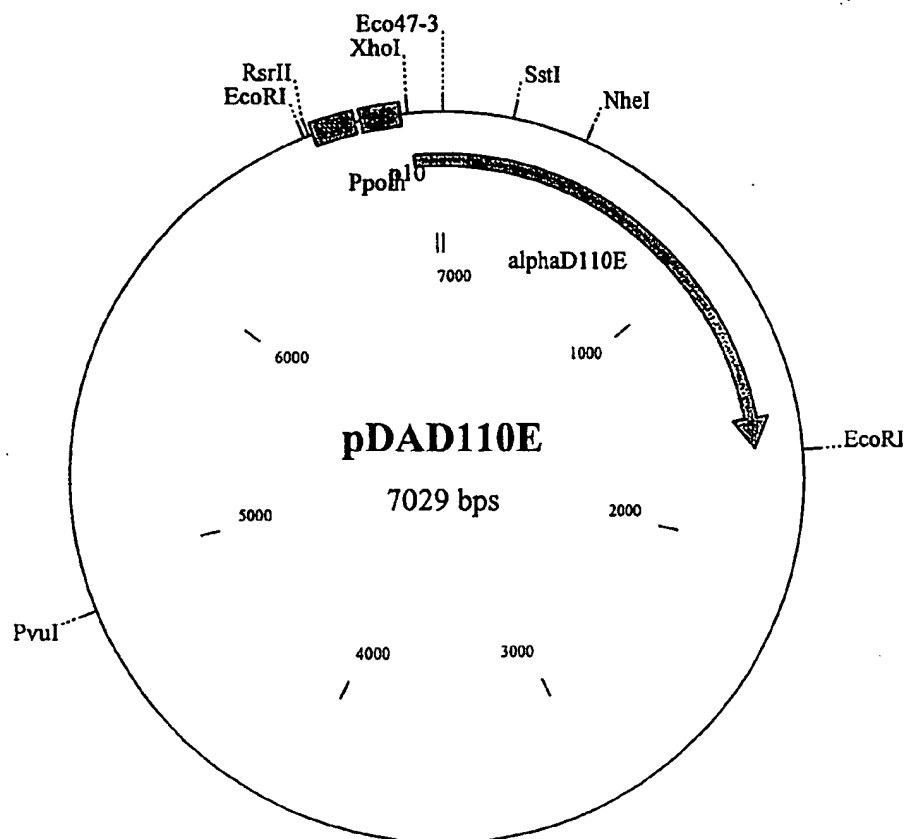 Eco47-3
XhoI
RsrII
EcoRI
SstI
NheI
p10
alphaD110E
7000
6000
1000
pDAD110E
7029 bps
EcoRI
5000
2000
PvuI
4000
3000